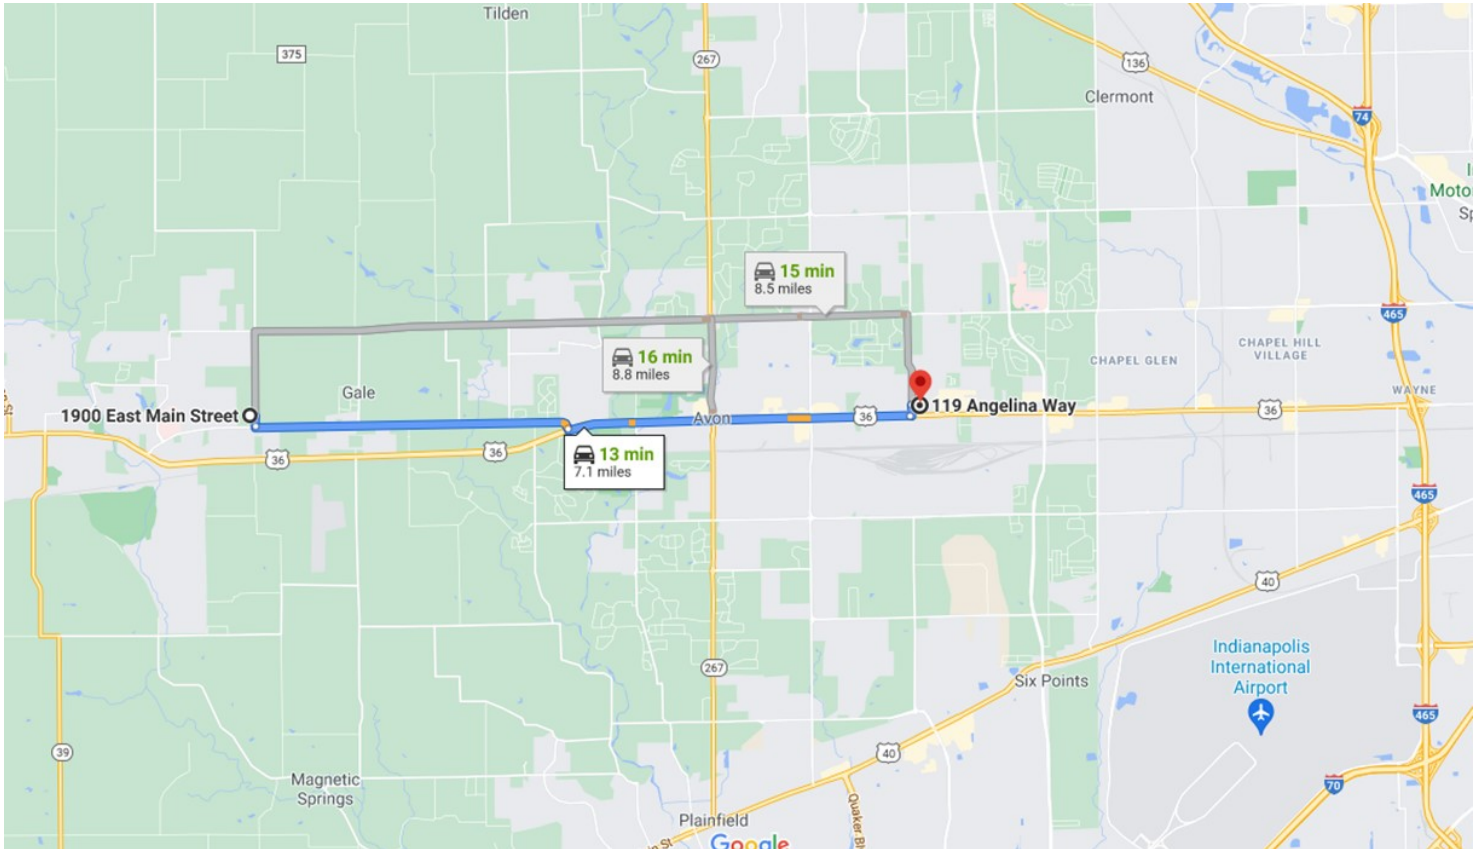 Tilden
375
267
136
Clermont
74
Moto
Sp
15 min
8.5 miles
16 min
8.8 miles
465
CHAPEL HILL
VILLAGE
CHAPEL GLEN
WAYNE
Gale
1900 East Main Street
119 Angelina Way
Avon
36
36
36
36
13 min
7.1 miles
465
40
Indianapolis
International
Airport
267
Six Points
465
39
40
Magnetic
Springs
70
Plainfield
Quaker Bl
Google